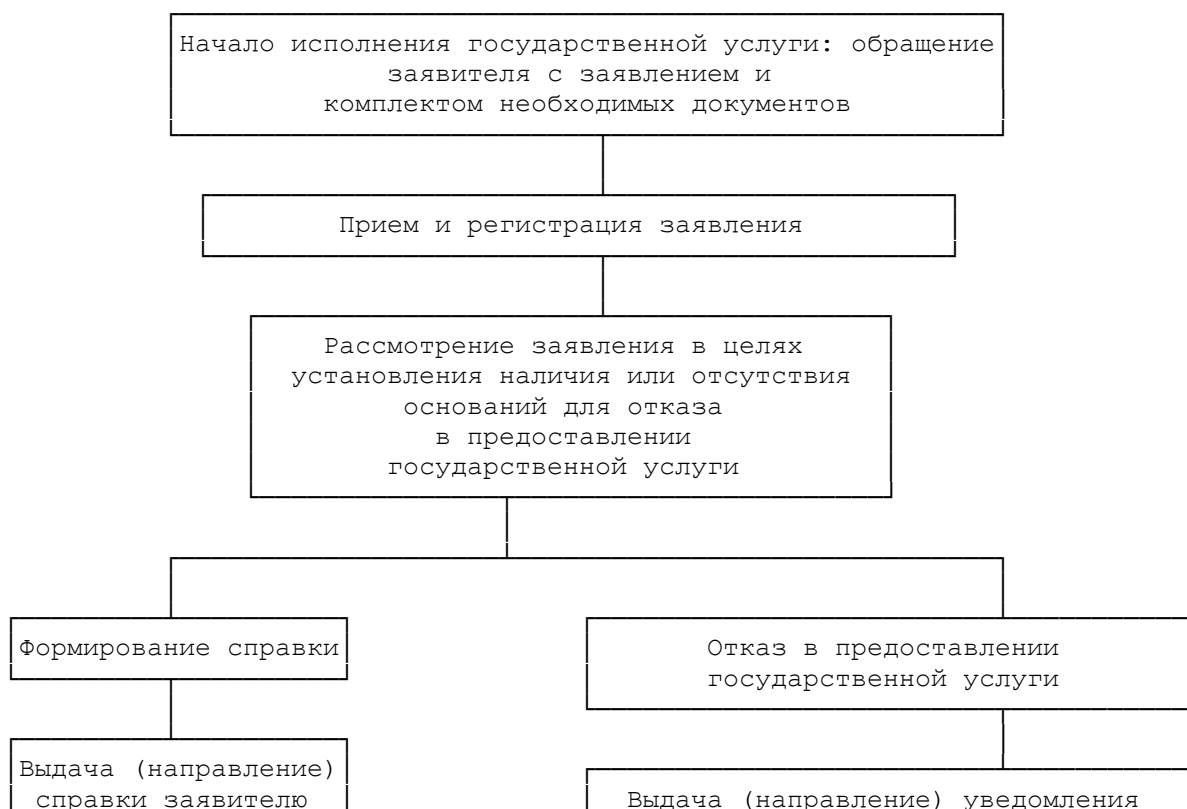 Начало исполнения государственной услуги: обращение
заявителя с заявлением и
комплектом необходимых документов
Прием и регистрация заявления
Рассмотрение заявления в целях
установления наличия или отсутствия
оснований для отказа
в предоставлении
государственной услуги
Формирование справки
Отказ в предоставлении
государственной услуги
Выдача (направление)
справки заявителю
Выдача (направление) уведомления